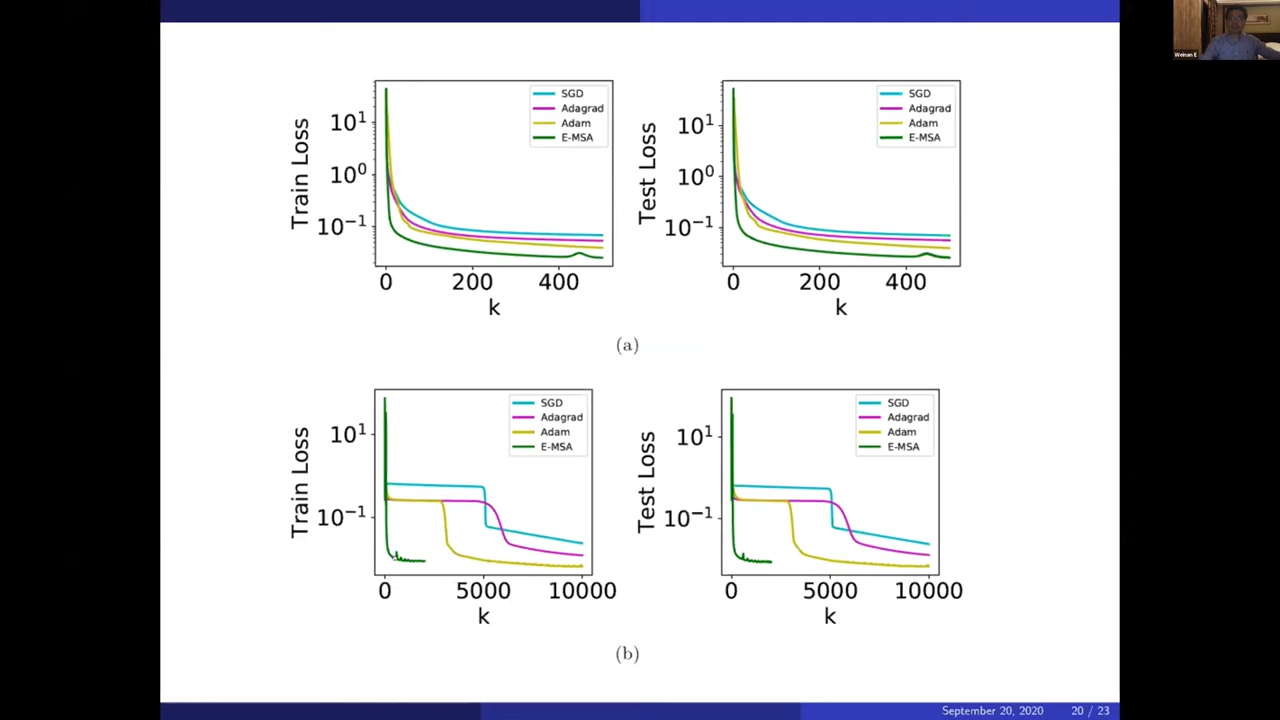 Weinan E
SGD
Adagrad
Adam
E-MSA
Train Loss
10^1
10^0
10^-1
0 200 400
k
SGD
Adagrad
Adam
E-MSA
Test Loss
10^1
10^0
10^-1
0 200 400
k
(a)
SGD
Adagrad
Adam
E-MSA
Train Loss
10^1
10^-1
0 5000 10000
k
SGD
Adagrad
Adam
E-MSA
Test Loss
10^1
10^-1
0 5000 10000
k
(b)
September 20, 2020 20 / 23